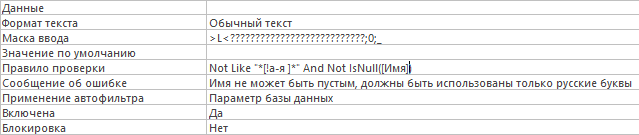 Данные
Формат текста Обычный текст
Маска ввода >L<???????????????????????????;0;_
Значение по умолчанию
Правило проверки Not Like "*[!а-я ]*" And Not IsNull([Имя])
Сообщение об ошибке Имя не может быть пустым, должны быть использованы только русские буквы
Применение автофильтра Параметр базы данных
Включена Да
Блокировка Нет